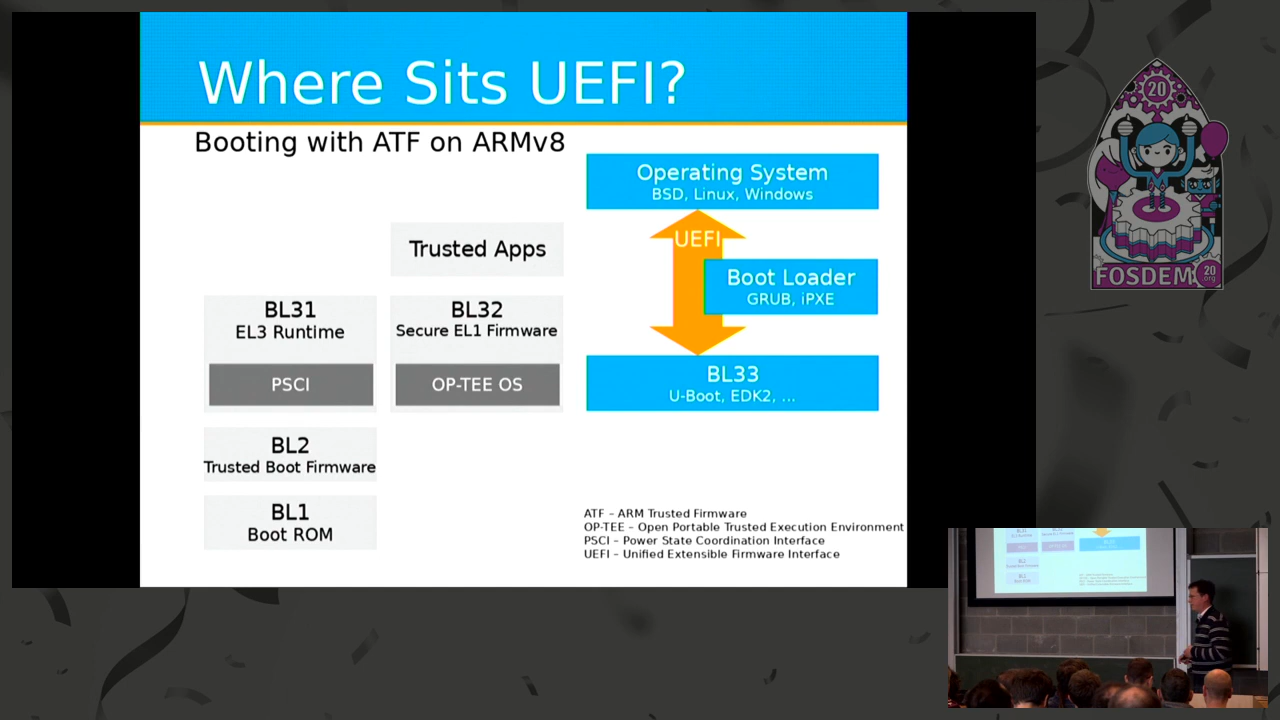 Where Sits UEFI?
Booting with ATF on ARMv8
Operating System
BSD, Linux, Windows
UEFI
Trusted Apps
Boot Loader
GRUB, iPXE
BL31
EL3 Runtime
BL32
Secure EL1 Firmware
PSCI
OP-TEE OS
BL33
U-Boot, EDK2, ...
BL2
Trusted Boot Firmware
BL1
Boot ROM
ATF – ARM Trusted Firmware
OP-TEE – Open Portable Trusted Execution Environment
PSCI – Power State Coordination Interface
UEFI – Unified Extensible Firmware Interface
20
FOSDEM
20
.org